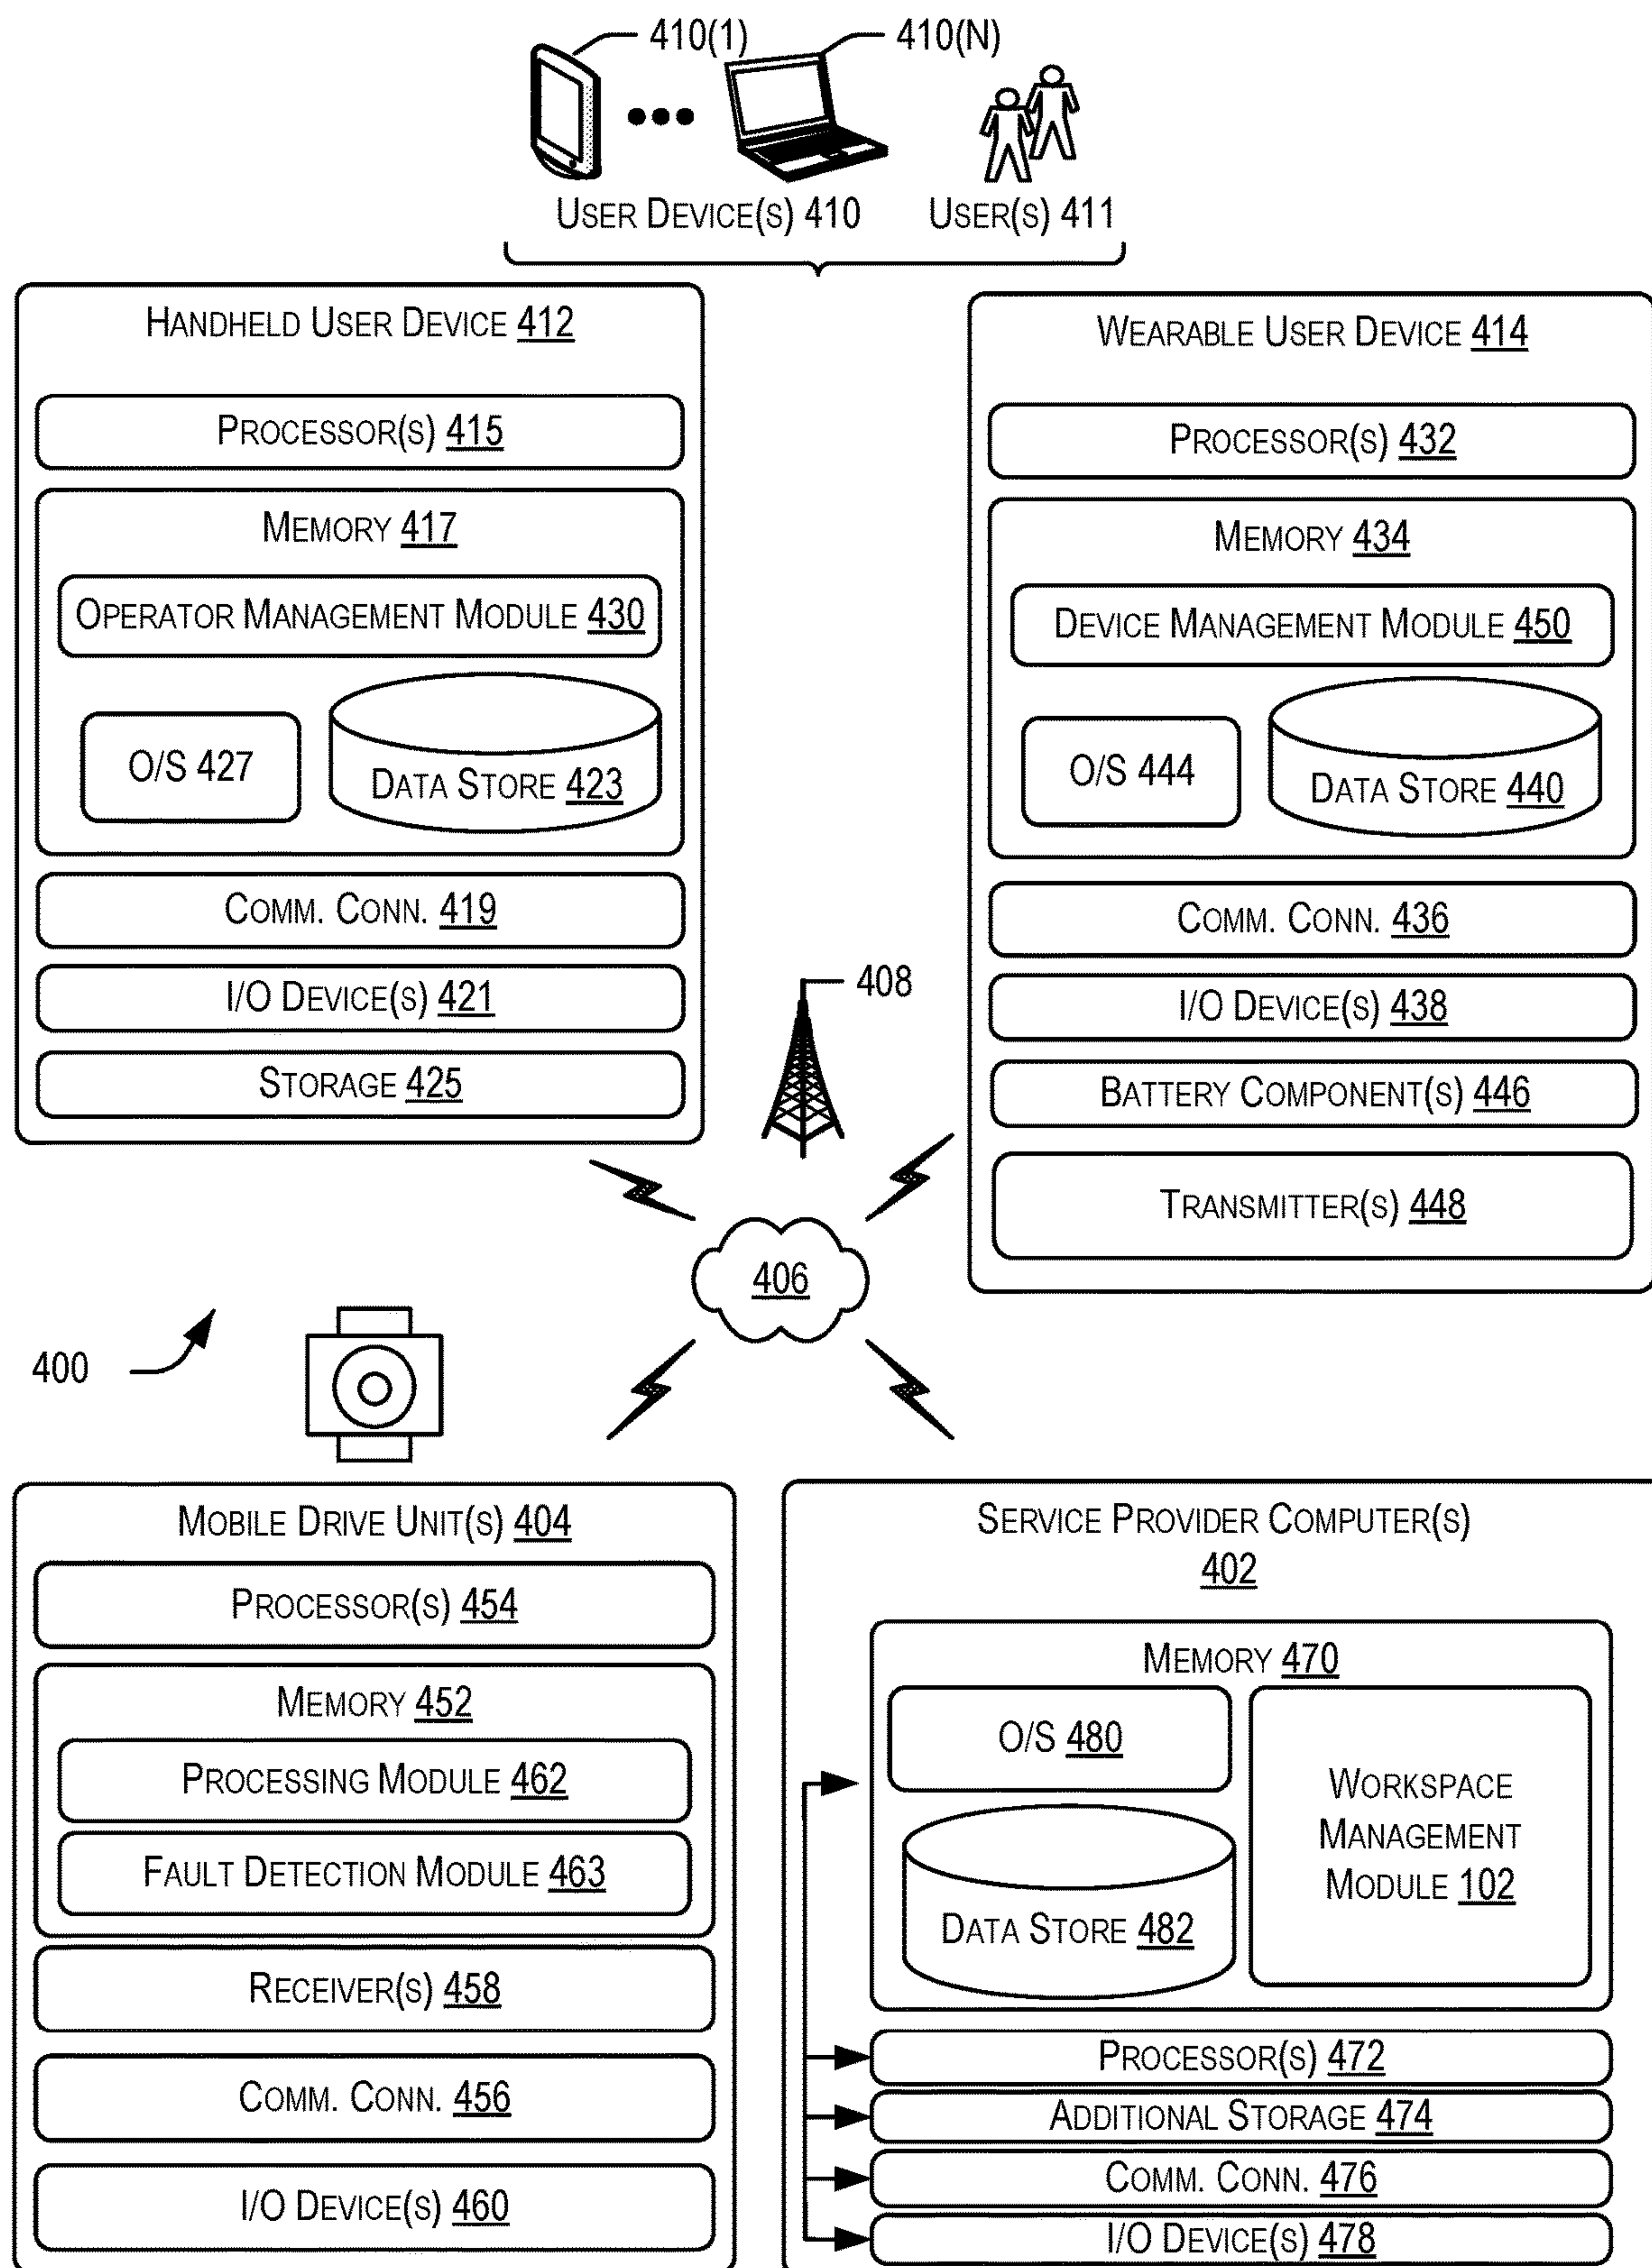 410(1)
410(N)
USER DEVICE(S) 410
USER(S) 411
HANDHELD USER DEVICE 412
PROCESSOR(S) 415
MEMORY 417
OPERATOR MANAGEMENT MODULE 430
O/S 427
DATA STORE 423
COMM. CONN. 419
I/O DEVICE(S) 421
STORAGE 425
WEARABLE USER DEVICE 414
PROCESSOR(S) 432
MEMORY 434
DEVICE MANAGEMENT MODULE 450
O/S 444
DATA STORE 440
COMM. CONN. 436
I/O DEVICE(S) 438
BATTERY COMPONENT(S) 446
TRANSMITTER(S) 448
408
406
400
MOBILE DRIVE UNIT(S) 404
PROCESSOR(S) 454
MEMORY 452
PROCESSING MODULE 462
FAULT DETECTION MODULE 463
RECEIVER(S) 458
COMM. CONN. 456
I/O DEVICE(S) 460
SERVICE PROVIDER COMPUTER(S)
402
MEMORY 470
O/S 480
DATA STORE 482
WORKSPACE
MANAGEMENT
MODULE 102
PROCESSOR(S) 472
ADDITIONAL STORAGE 474
COMM. CONN. 476
I/O DEVICE(S) 478